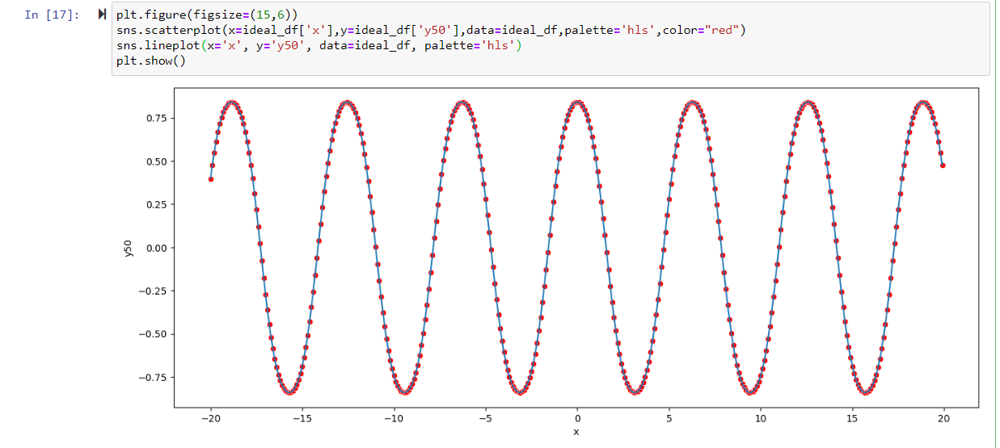 In [17]:
plt.figure(figsize=(15,6))
sns.scatterplot(x=ideal_df['x'],y=ideal_df['y50'],data=ideal_df,palette='hls',color="red")
sns.lineplot(x='x', y='y50', data=ideal_df, palette='hls')
plt.show()
0.75
0.50
0.25
0.00
−0.25
−0.50
−0.75
y50
−20 −15 −10 −5 0 5 10 15 20
x